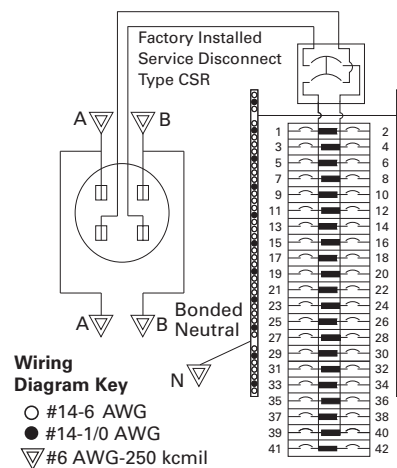 Factory Installed
Service Disconnect
Type CSR
A B
1 2
3 4
5 6
7 8
9 10
11 12
13 14
15 16
17 18
19 20
21 22
23 24
25 26
27 28
29 30
31 32
33 34
35 36
37 38
39 40
41 42
A B
Bonded
Neutral
N
Wiring
Diagram Key
#14-6 AWG
#14-1/0 AWG
#6 AWG-250 kcmil